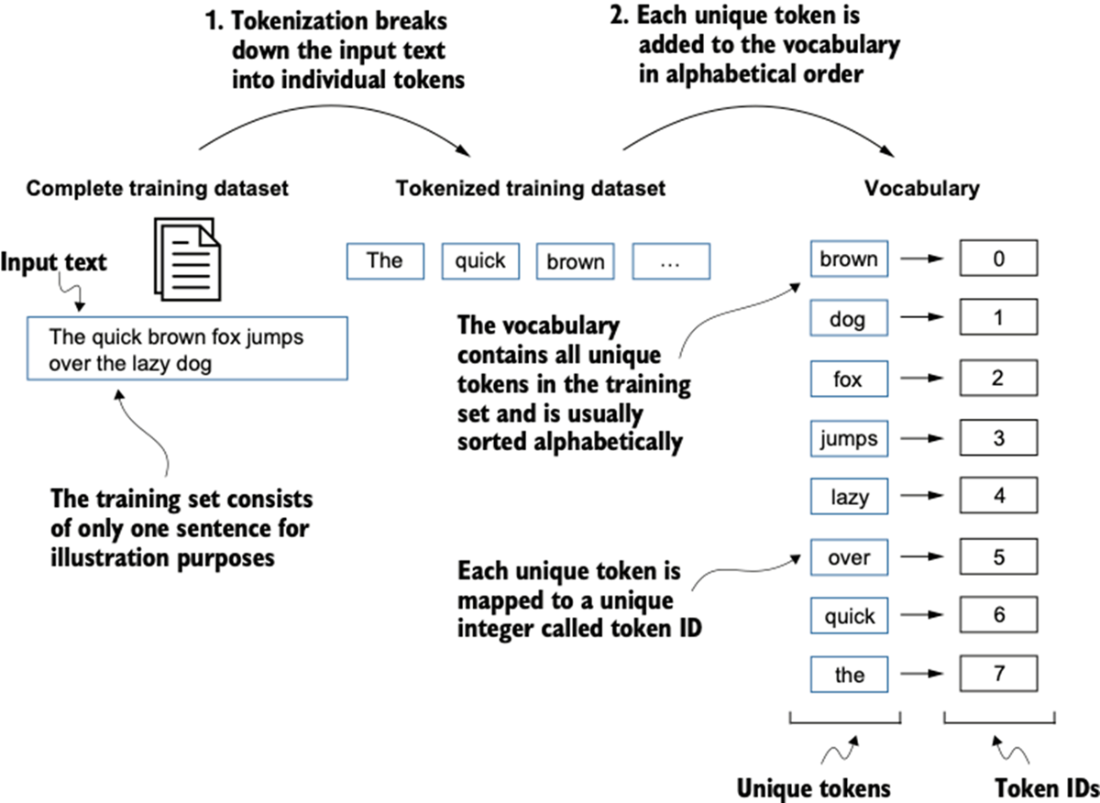 1. Tokenization breaks
down the input text
into individual tokens
2. Each unique token is
added to the vocabulary
in alphabetical order
Complete training dataset
Tokenized training dataset
Vocabulary
Input text
The quick brown fox jumps
over the lazy dog
The training set consists
of only one sentence for
illustration purposes
The quick brown ...
The vocabulary
contains all unique
tokens in the training
set and is usually
sorted alphabetically
Each unique token is
mapped to a unique
integer called token ID
brown 0
dog 1
fox 2
jumps 3
lazy 4
over 5
quick 6
the 7
Unique tokens
Token IDs